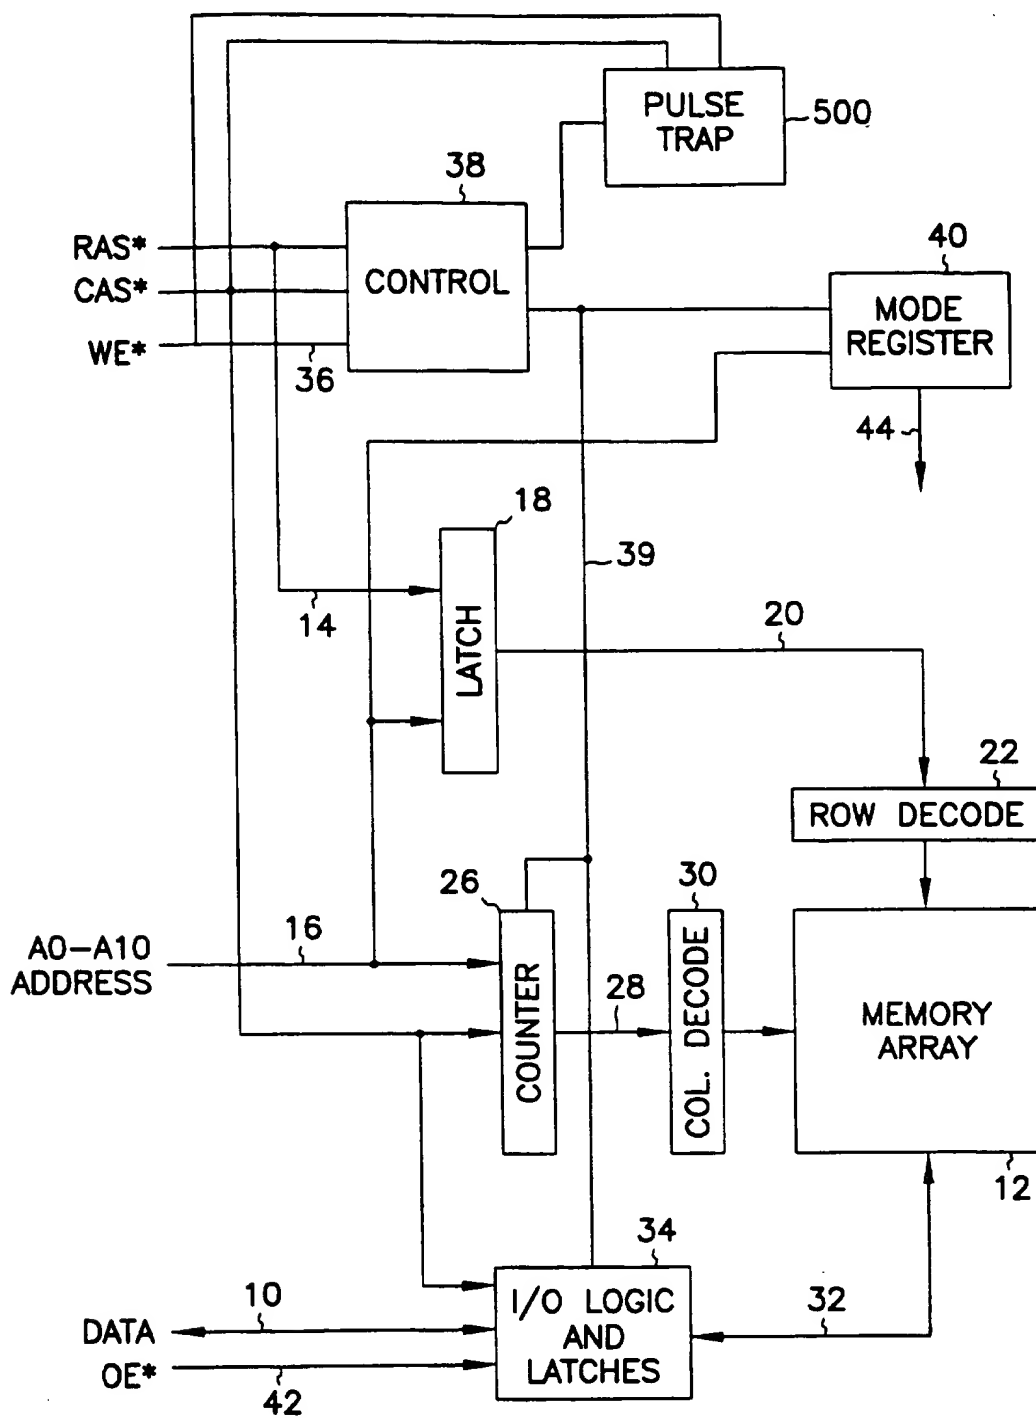 PULSE
TRAP
500
38
RAS*
CAS*
WE*
CONTROL
36
40
MODE
REGISTER
44
18
39
14
LATCH
20
22
ROW DECODE
26
30
A0-A10
ADDRESS
16
COUNTER
28
COL. DECODE
MEMORY
ARRAY
12
34
I/O LOGIC
AND
LATCHES
DATA
10
32
OE*
42